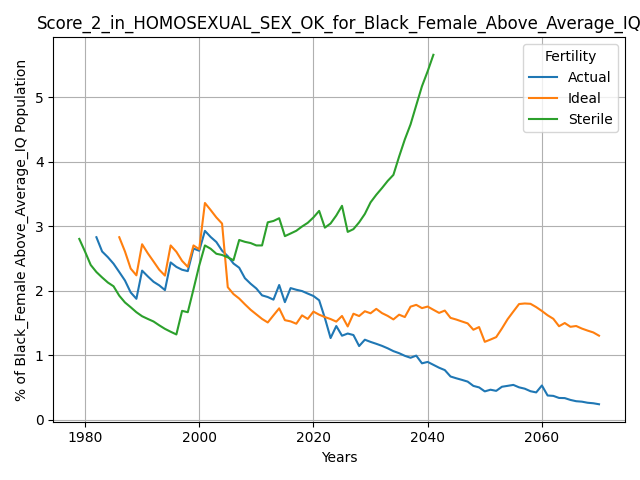 Score_2_in_HOMOSEXUAL_SEX_OK_for_Black_Female_Above_Average_IQ
% of Black_Female Above_Average_IQ Population
5
4
3
2
1
0
Fertility
Actual
Ideal
Sterile
1980 2000 2020 2040 2060
Years